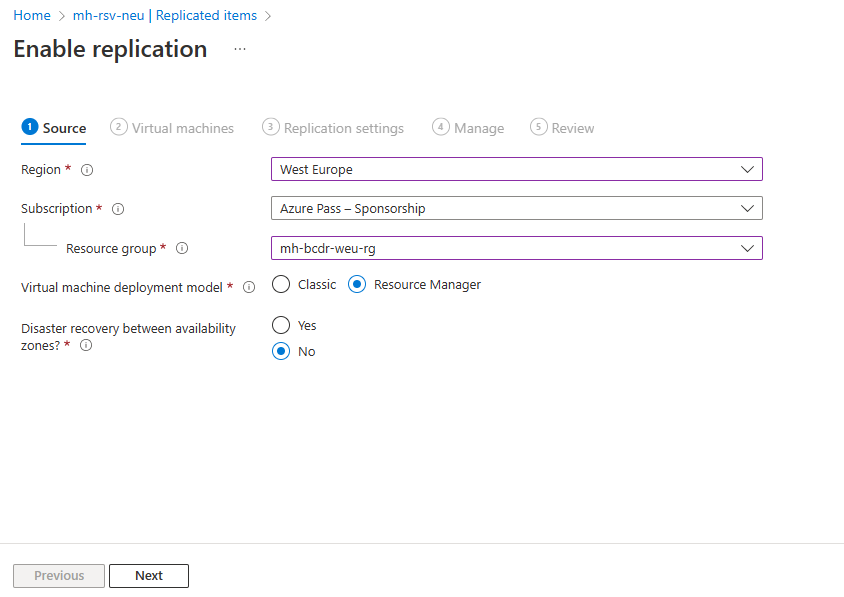 Home > mh-rsv-neu | Replicated items >
Enable replication ...
1 Source 2 Virtual machines 3 Replication settings 4 Manage 5 Review
Region * West Europe
Subscription * Azure Pass – Sponsorship
Resource group * mh-bcdr-weu-rg
Virtual machine deployment model * Classic Resource Manager
Disaster recovery between availability Yes
zones? * No
Previous Next